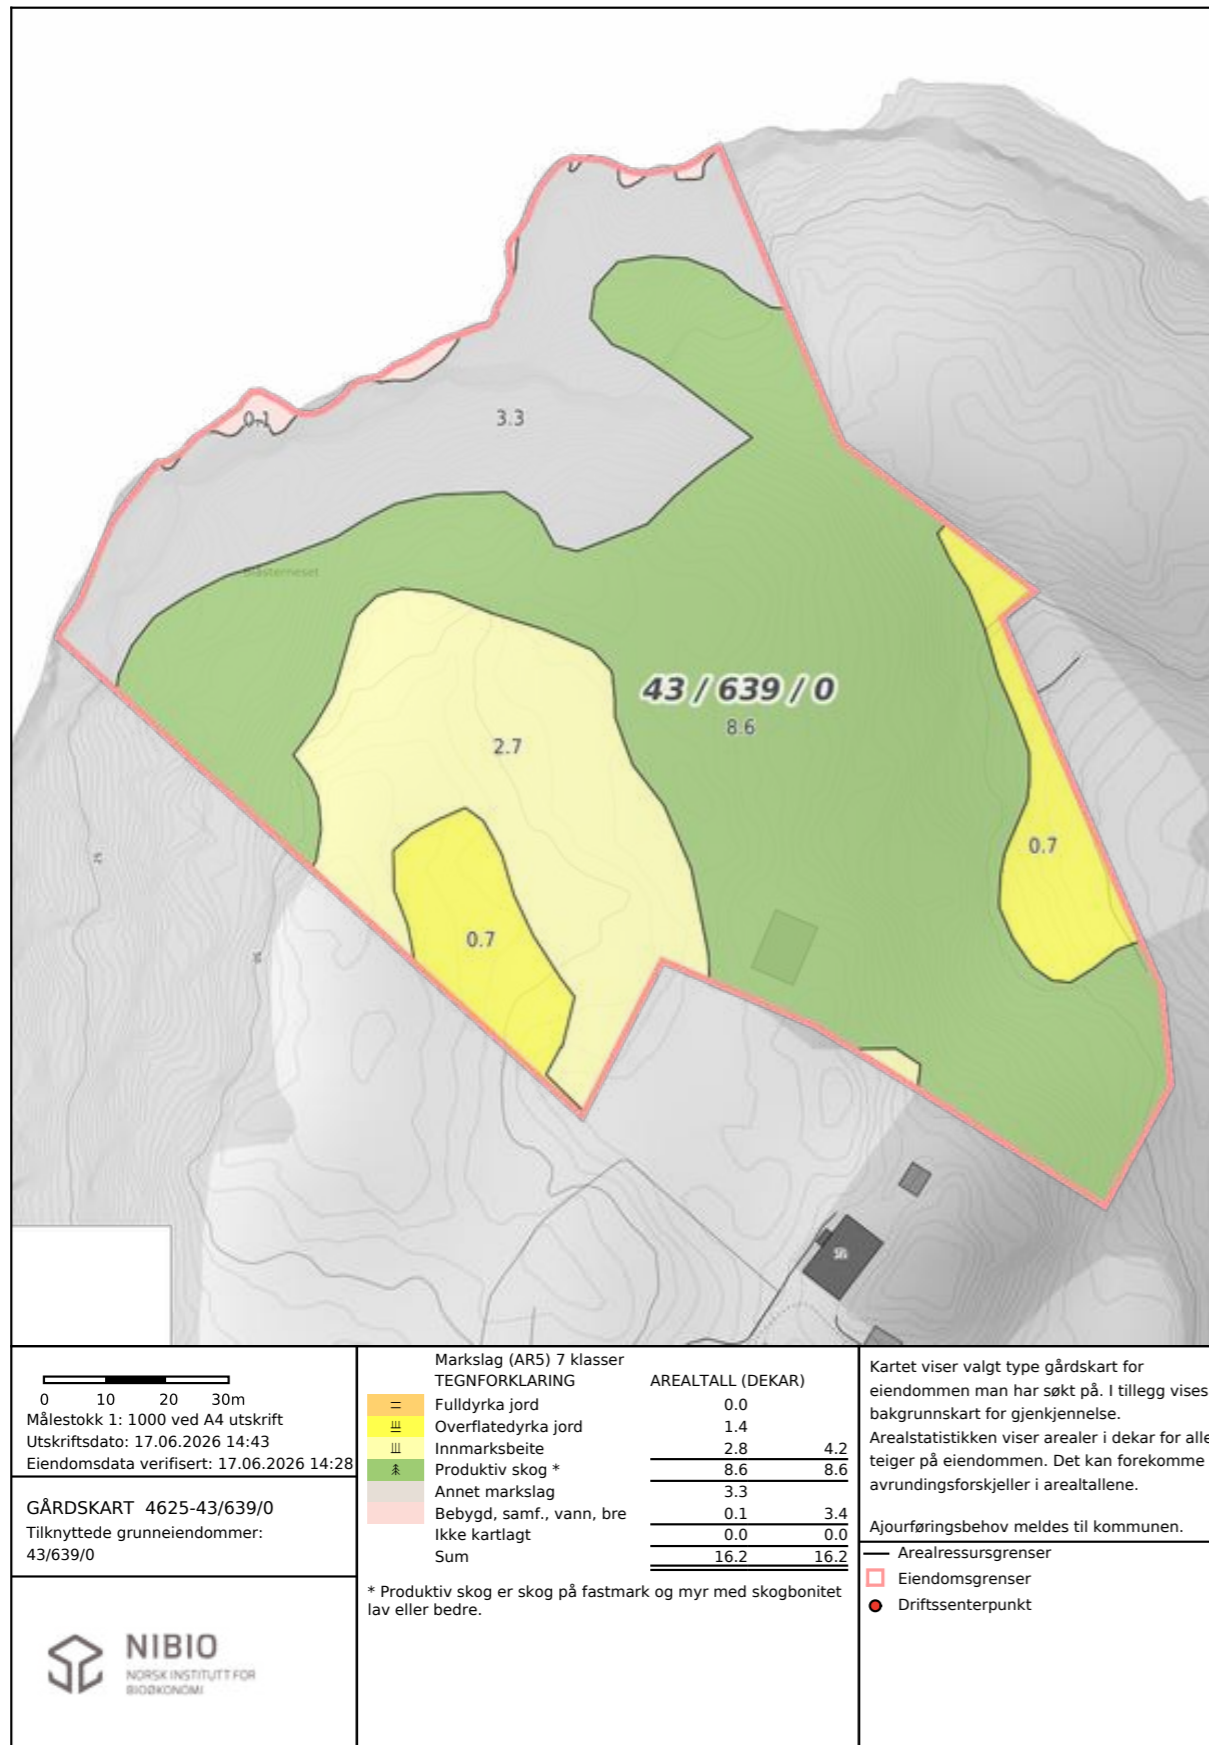 0-1
3.3
Blåsterneset
43 / 639 / 0
8.6
2.7
0.7
0.7
0 10 20 30m
Målestokk 1: 1000 ved A4 utskrift
Utskriftsdato: 17.06.2026 14:43
Eiendomsdata verifisert: 17.06.2026 14:28
GÅRDSKART 4625-43/639/0
Tilknyttede grunneiendommer:
43/639/0
NIBIO
NORSK INSTITUTT FOR
BIOØKONOMI
Markslag (AR5) 7 klasser
TEGNFORKLARING AREALTALL (DEKAR)
Fulldyrka jord 0.0
Overflatedyrka jord 1.4
Innmarksbeite 2.8 4.2
Produktiv skog * 8.6 8.6
Annet markslag 3.3
Bebygd, samf., vann, bre 0.1 3.4
Ikke kartlagt 0.0 0.0
Sum 16.2 16.2
* Produktiv skog er skog på fastmark og myr med skogbonitet
lav eller bedre.
Kartet viser valgt type gårdskart for
eiendommen man har søkt på. I tillegg vises
bakgrunnskart for gjenkjennelse.
Arealstatistikken viser arealer i dekar for alle
teiger på eiendommen. Det kan forekomme
avrundingsforskjeller i arealtallene.
Ajourføringsbehov meldes til kommunen.
Arealressursgrenser
Eiendomsgrenser
Driftssenterpunkt